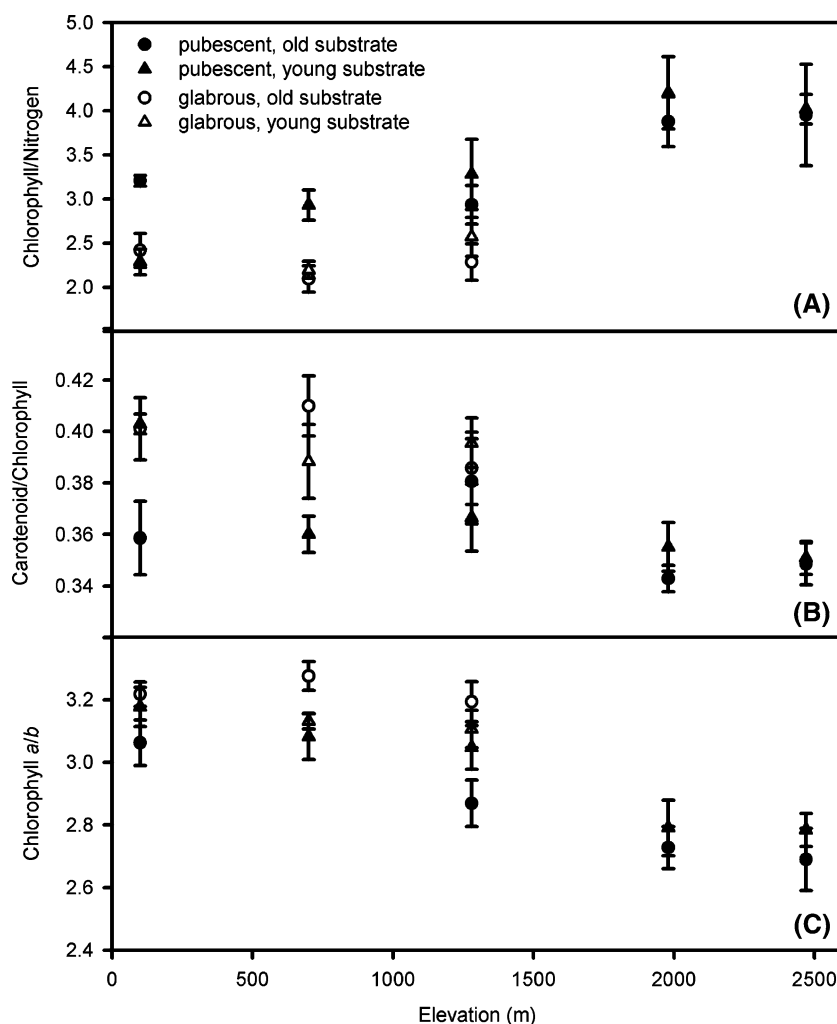 5.0
4.5
4.0
3.5
3.0
2.5
2.0
Chlorophyll/Nitrogen
pubescent, old substrate
pubescent, young substrate
glabrous, old substrate
glabrous, young substrate
(A)
0.42
0.40
0.38
0.36
0.34
Carotenoid/Chlorophyll
(B)
3.2
3.0
2.8
2.6
2.4
Chlorophyll a/b
(C)
0 500 1000 1500 2000 2500
Elevation (m)